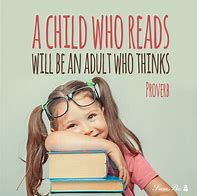 A CHILD WHO READS
WILL BE AN ADULT WHO THINKS
PROVERB